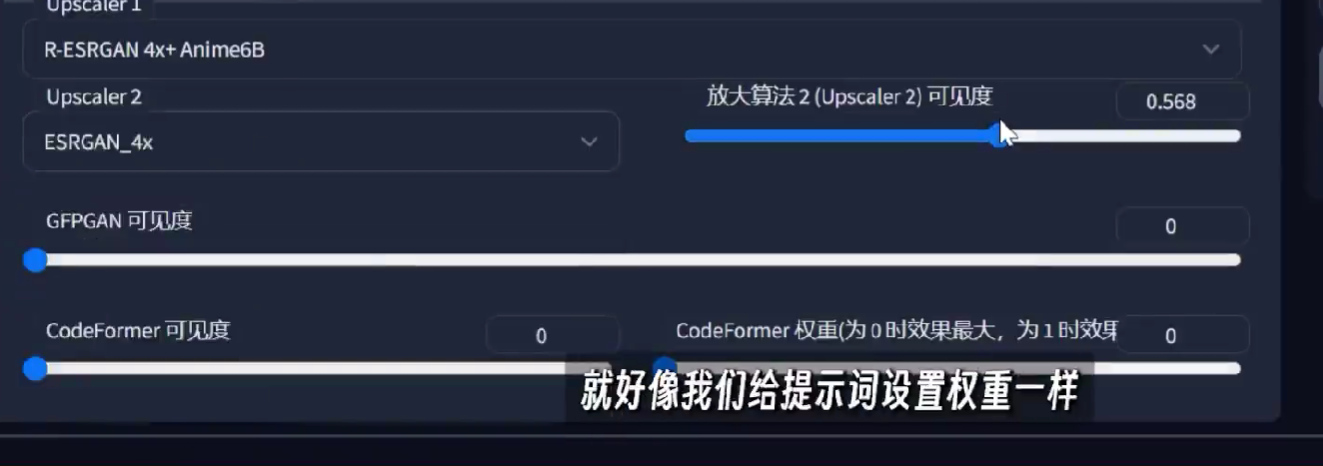 Upscaler 1
R-ESRGAN 4x+ Anime6B
Upscaler 2
放大算法 2 (Upscaler 2) 可见度
0.568
ESRGAN_4x
GFPGAN 可见度
0
CodeFormer 可见度
0
CodeFormer 权重(为 0 时效果最大，为 1 时效果
0
就好像我们给提示词设置权重一样